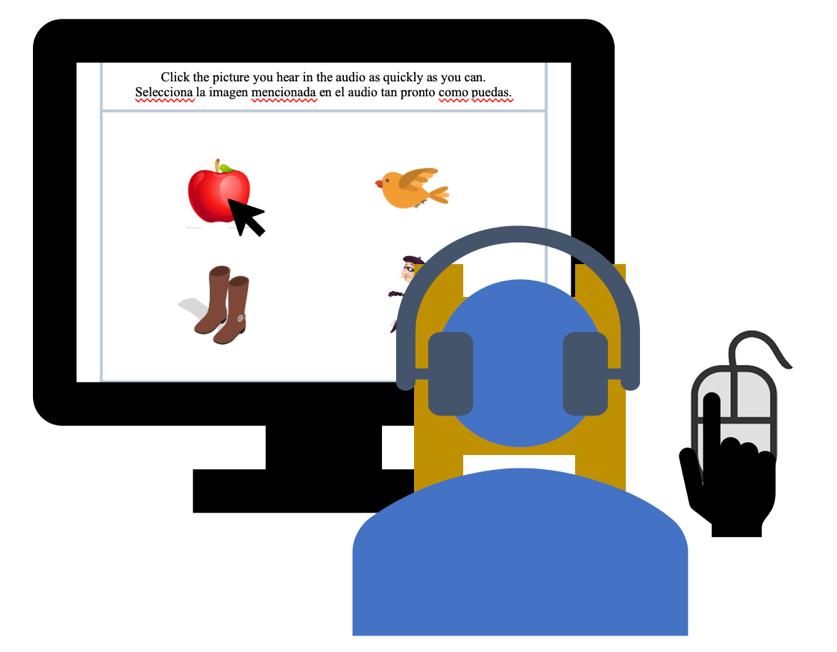 Click the picture you hear in the audio as quickly as you can.
Selecciona la imagen mencionada en el audio tan pronto como puedas.